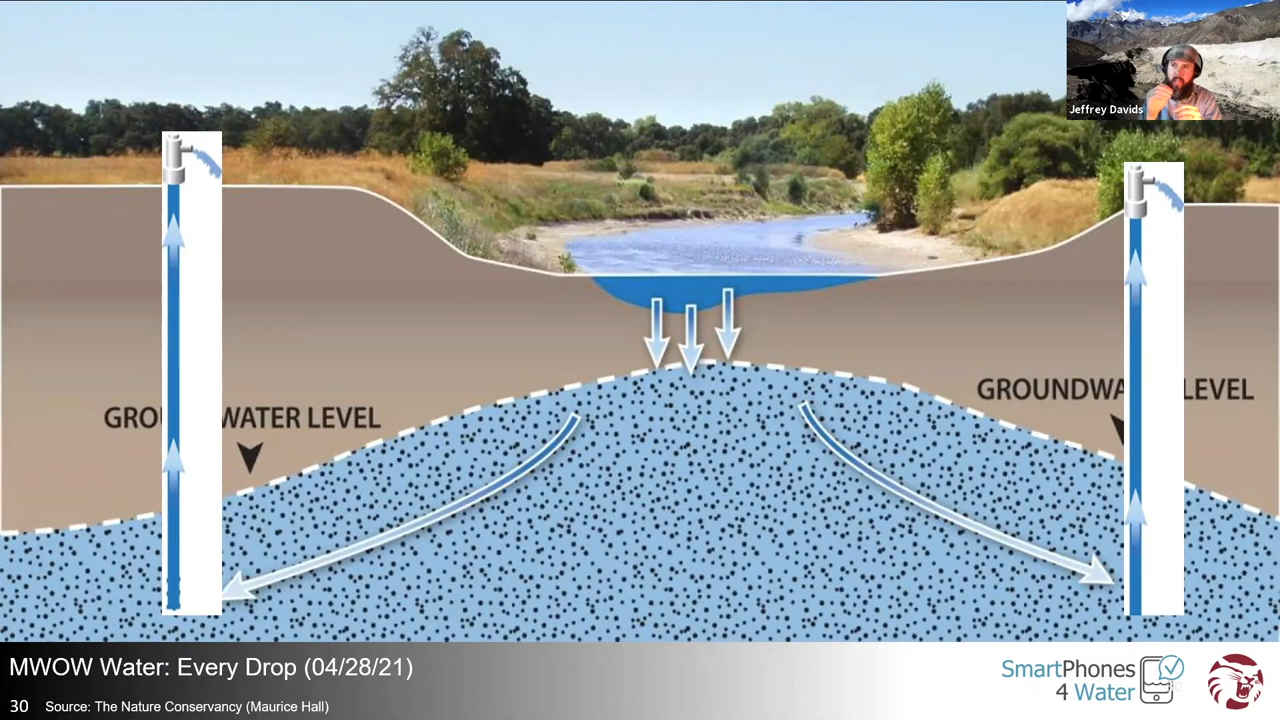 Jeffrey Davids
GROU WATER LEVEL
GROUNDWA LEVEL
MWOW Water: Every Drop (04/28/21)
30 Source: The Nature Conservancy (Maurice Hall)
SmartPhones
4 Water